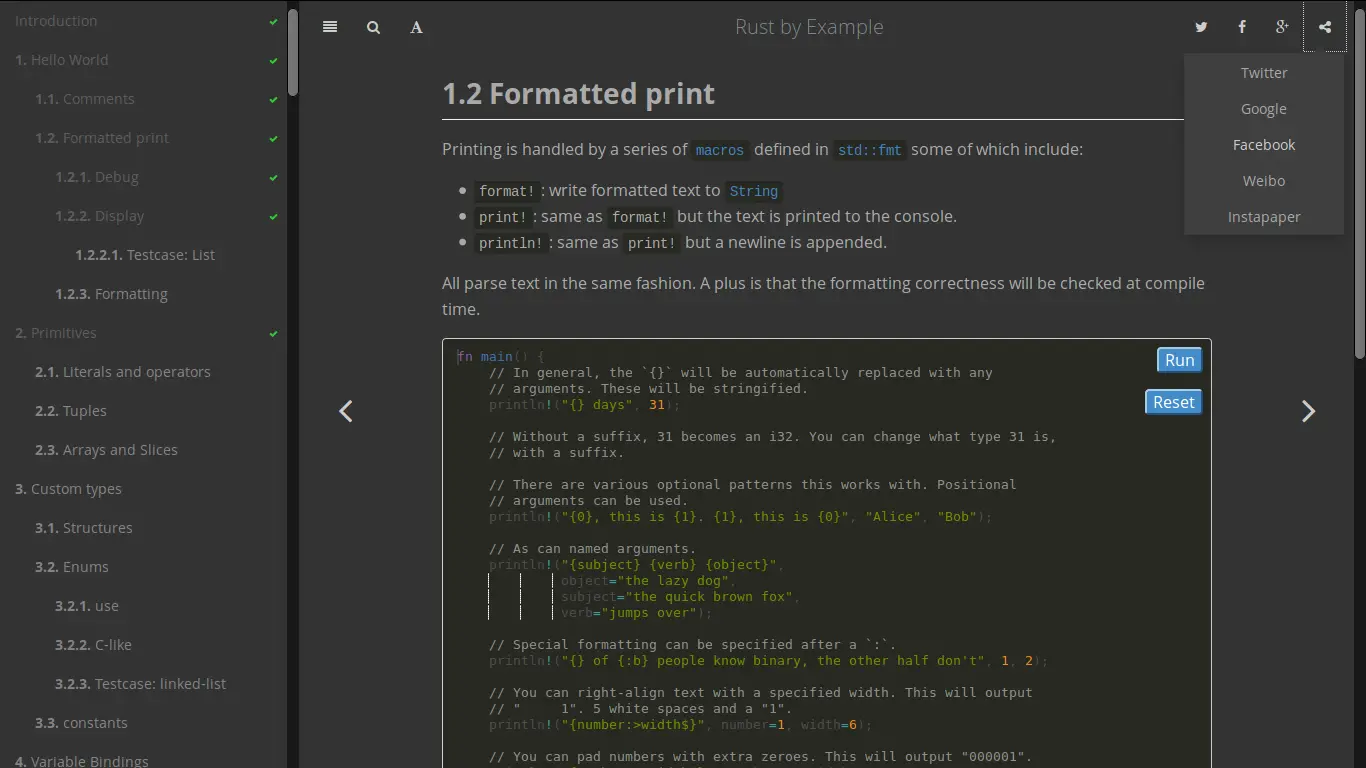 Introduction
1. Hello World
1.1. Comments
1.2. Formatted print
1.2.1. Debug
1.2.2. Display
1.2.2.1. Testcase: List
1.2.3. Formatting
2. Primitives
2.1. Literals and operators
2.2. Tuples
2.3. Arrays and Slices
3. Custom types
3.1. Structures
3.2. Enums
3.2.1. use
3.2.2. C-like
3.2.3. Testcase: linked-list
3.3. constants
4. Variable Bindings
A
Rust by Example
Twitter
Google
Facebook
Weibo
Instapaper
1.2 Formatted print
Printing is handled by a series of macros defined in std::fmt some of which include:
format! : write formatted text to String
print! : same as format! but the text is printed to the console.
println! : same as print! but a newline is appended.
All parse text in the same fashion. A plus is that the formatting correctness will be checked at compile
time.
Run
Reset
fn main() {
// In general, the `{}` will be automatically replaced with any
// arguments. These will be stringified.
println!("{} days", 31);
// Without a suffix, 31 becomes an i32. You can change what type 31 is,
// with a suffix.
// There are various optional patterns this works with. Positional
// arguments can be used.
println!("{0}, this is {1}. {1}, this is {0}", "Alice", "Bob");
// As can named arguments.
println!("{subject} {verb} {object}",
object="the lazy dog",
subject="the quick brown fox",
verb="jumps over");
// Special formatting can be specified after a `:`.
println!("{} of {:b} people know binary, the other half don't", 1, 2);
// You can right-align text with a specified width. This will output
// "     1". 5 white spaces and a "1".
println!("{number:>width$}", number=1, width=6);
// You can pad numbers with extra zeroes. This will output "000001".